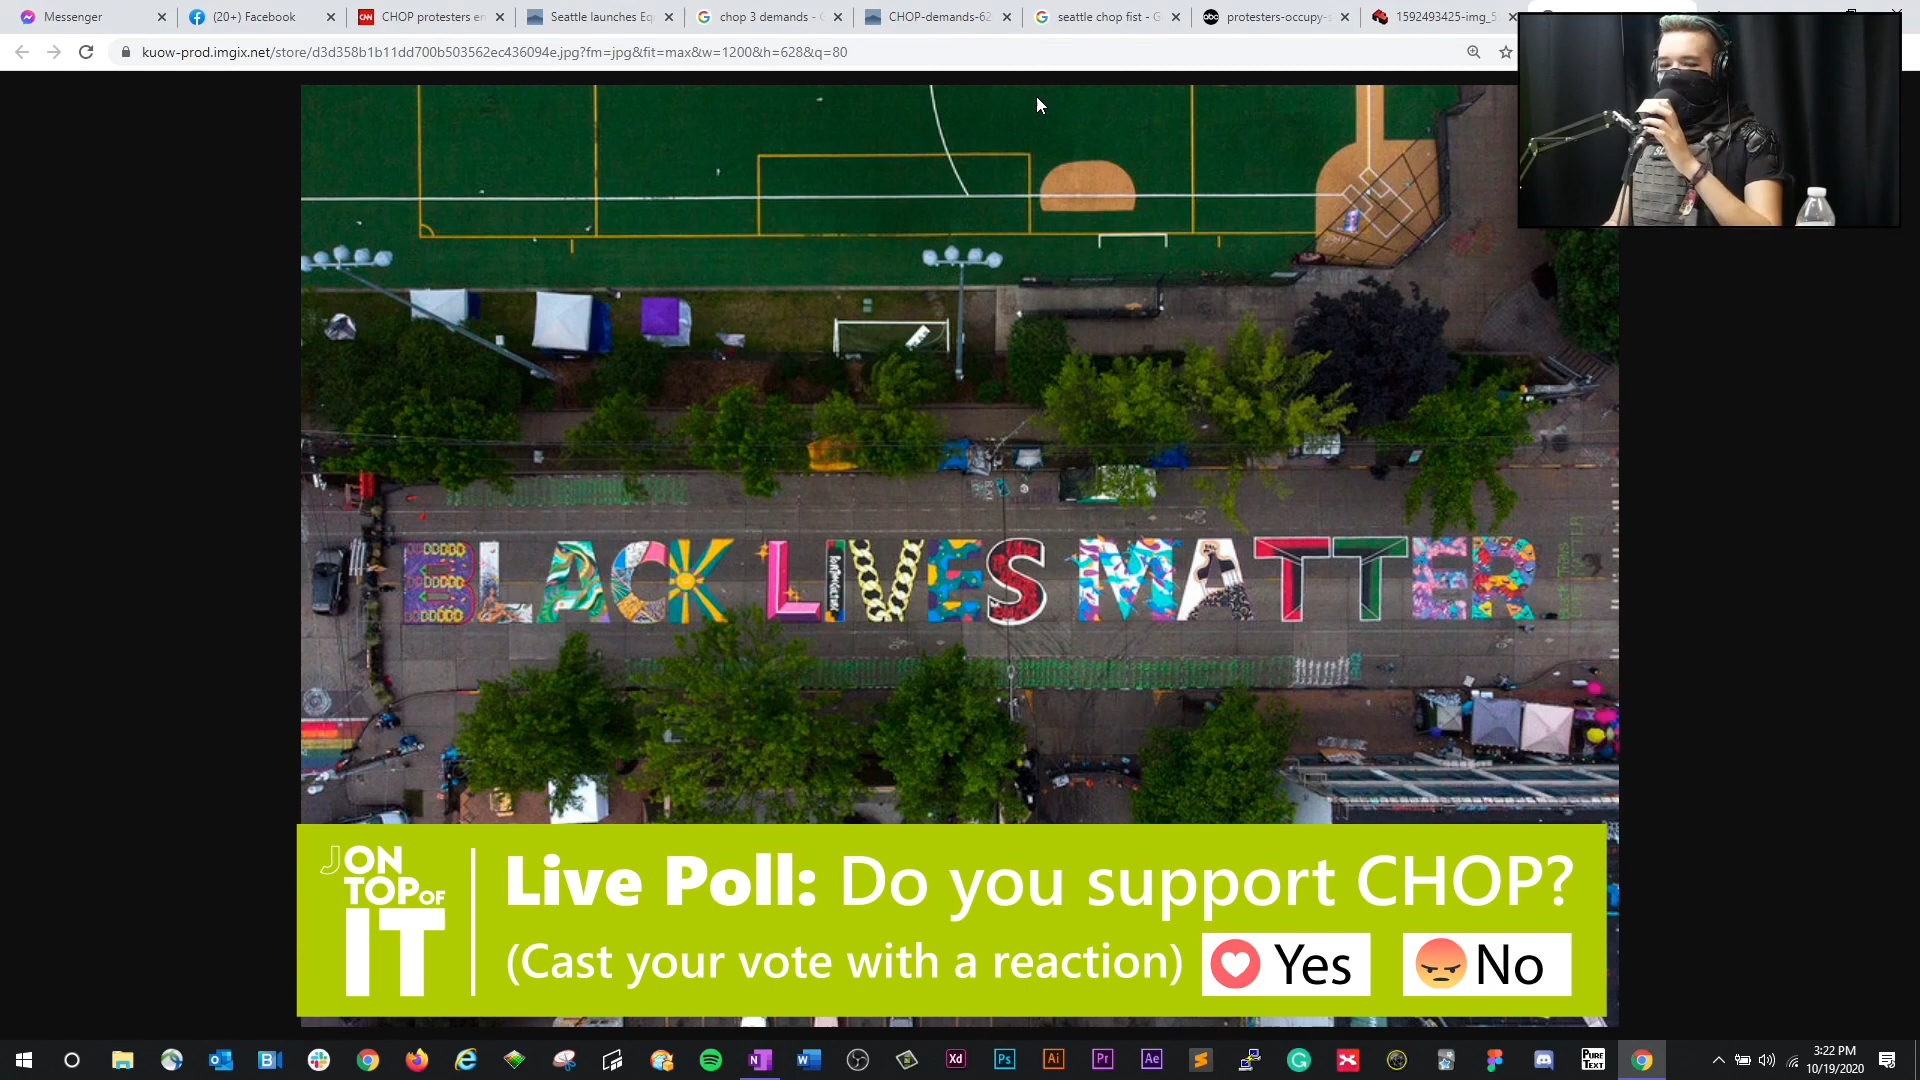 Messenger
(20+) Facebook
CHOP protesters en
Seattle launches Eq
chop 3 demands - G
CHOP-demands-62
seattle chop fist - G
protesters-occupy-s
1592493425-img_5
kuow-prod.imgix.net/store/d3d358b1b11dd700b503562ec436094e.jpg?fm=jpg&fit=max&w=1200&h=628&q=80
BLACK LIVES MATTER
JON
TOP OF
IT
Live Poll: Do you support CHOP?
(Cast your vote with a reaction)
Yes
No
3:22 PM
10/19/2020